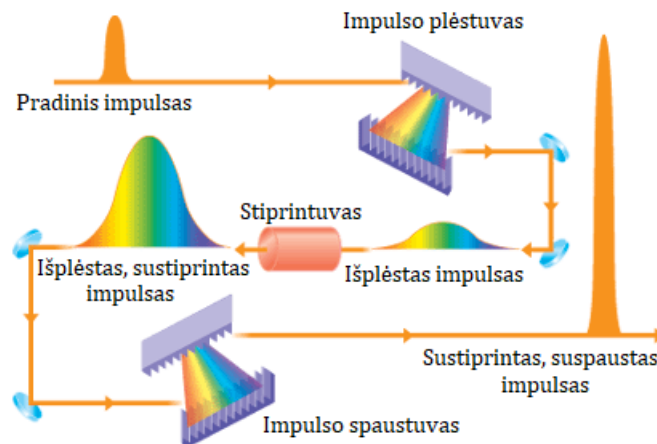 Impulso plėstuvas
Pradinis impulsas
Stiprintuvas
Išplėstas, sustiprintas
impulsas
Išplėstas impulsas
Sustiprintas, suspaustas
impulsas
Impulso spaustuvas